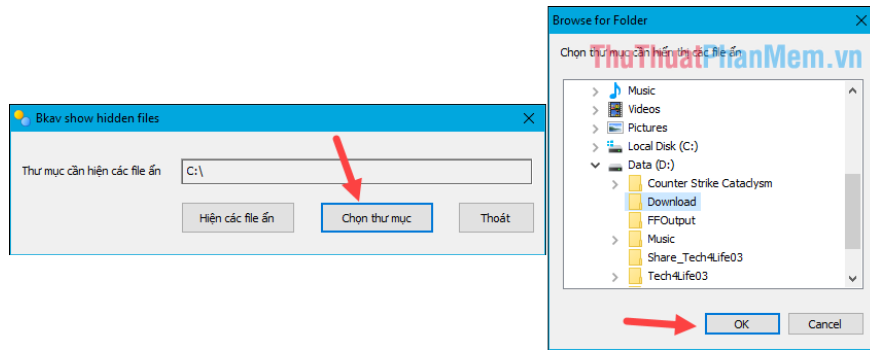 Bkav show hidden files
Thư mục cần hiện các file ẩn
C:\
Hiện các file ẩn
Chọn thư mục
Thoát
Browse for Folder
Chọn thư mục cần hiển thị các file ẩn
ThuThuatPhanMem.vn
Music
Videos
Pictures
Local Disk (C:)
Data (D:)
Counter Strike Cataclysm
Download
FFOutput
Music
Share_Tech4Life03
Tech4Life03
OK
Cancel